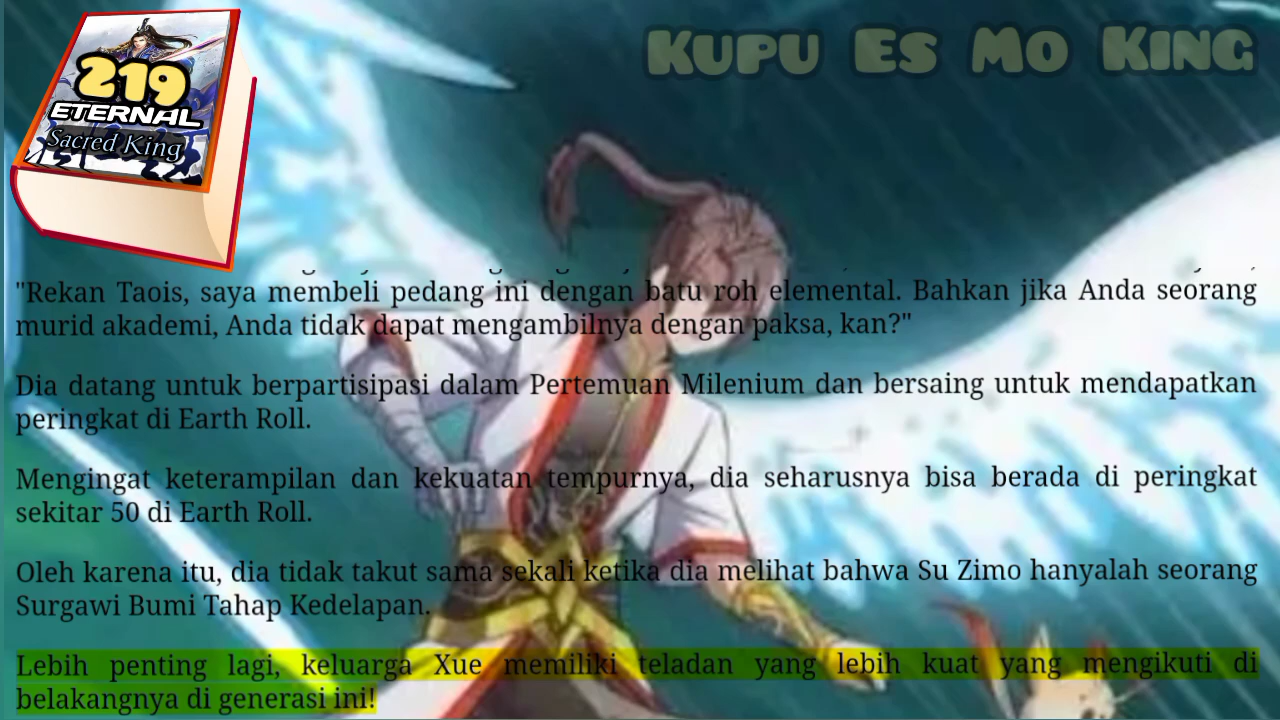 219
ETERNAL
Sacred King
KUPU ES MO KING
"Rekan Taois, saya membeli pedang ini dengan batu roh elemental. Bahkan jika Anda seorang
murid akademi, Anda tidak dapat mengambilnya dengan paksa, kan?"
Dia datang untuk berpartisipasi dalam Pertemuan Milenium dan bersaing untuk mendapatkan
peringkat di Earth Roll.
Mengingat keterampilan dan kekuatan tempurnya, dia seharusnya bisa berada di peringkat
sekitar 50 di Earth Roll.
Oleh karena itu, dia tidak takut sama sekali ketika dia melihat bahwa Su Zimo hanyalah seorang
Surgawi Bumi Tahap Kedelapan.
Lebih penting lagi, keluarga Xue memiliki teladan yang lebih kuat yang mengikuti di
belakangnya di generasi ini!